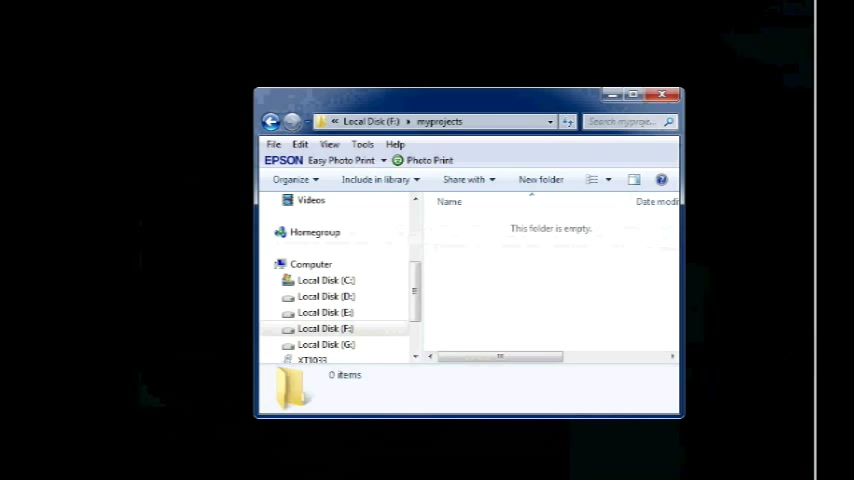 « Local Disk (F:) ▸ myprojects Search myproje...
File Edit View Tools Help
EPSON Easy Photo Print Photo Print
Organize Include in library Share with New folder
Videos
Name Date modi
This folder is empty.
Homegroup
Computer
Local Disk (C:)
Local Disk (D:)
Local Disk (E:)
Local Disk (F:)
Local Disk (G:)
XT1033
0 items